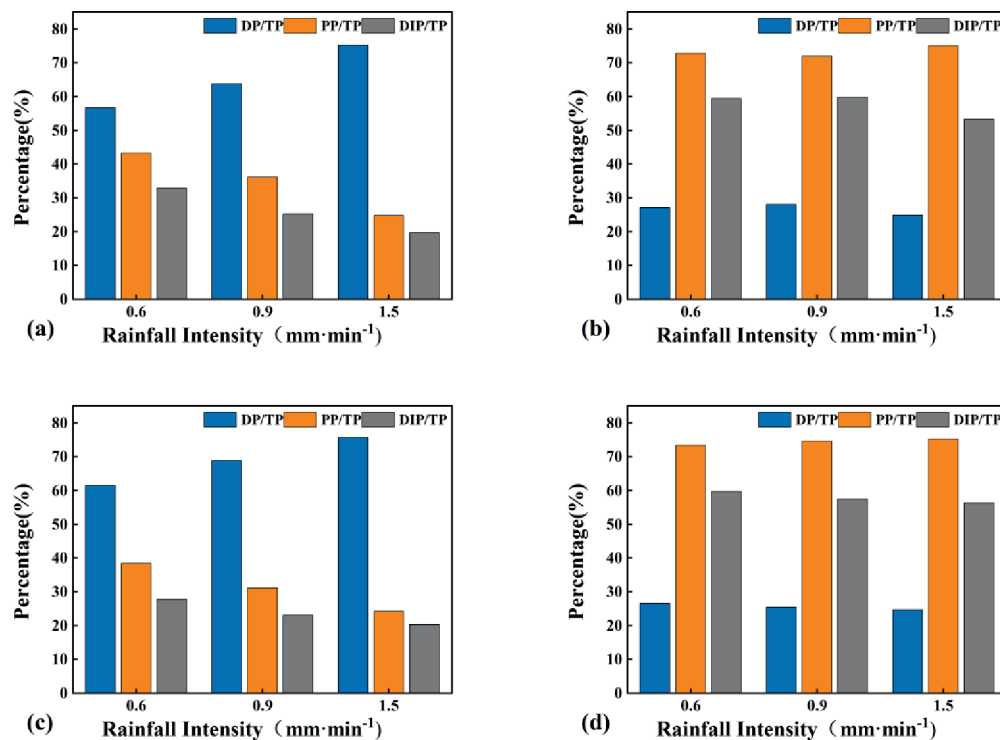 DP/TP PP/TP DIP/TP
80
70
60
50
40
30
20
10
0
Percentage(%)
0.6 0.9 1.5
(a) Rainfall Intensity（mm·min-1）
DP/TP PP/TP DIP/TP
80
70
60
50
40
30
20
10
0
Percentage(%)
0.6 0.9 1.5
(b) Rainfall Intensity（mm·min-1）
DP/TP PP/TP DIP/TP
80
70
60
50
40
30
20
10
0
Percentage(%)
0.6 0.9 1.5
(c) Rainfall Intensity（mm·min-1）
DP/TP PP/TP DIP/TP
80
70
60
50
40
30
20
10
0
Percentage(%)
0.6 0.9 1.5
(d) Rainfall Intensity（mm·min-1）